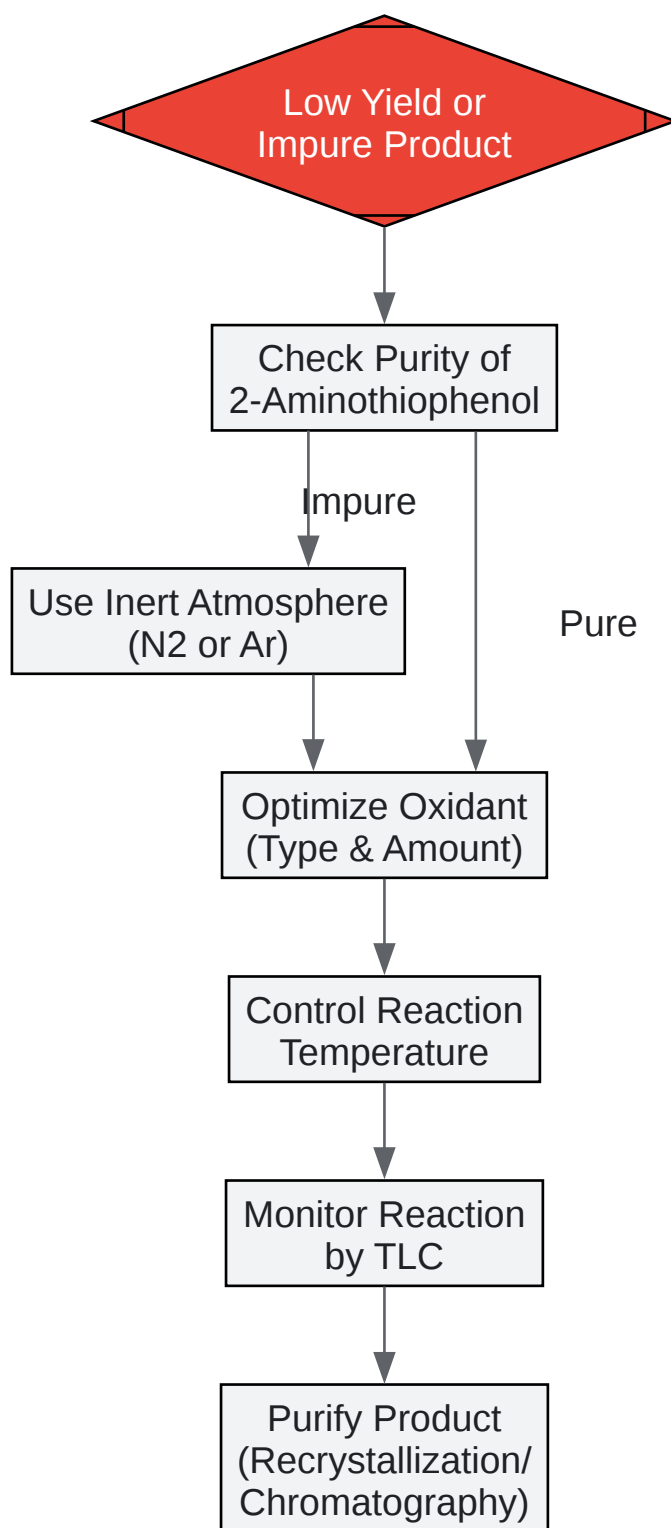 Low Yield or
Impure Product
Check Purity of
2-Aminothiophenol
Impure
Use Inert Atmosphere
(N2 or Ar)
Pure
Optimize Oxidant
(Type & Amount)
Control Reaction
Temperature
Monitor Reaction
by TLC
Purify Product
(Recrystallization/
Chromatography)